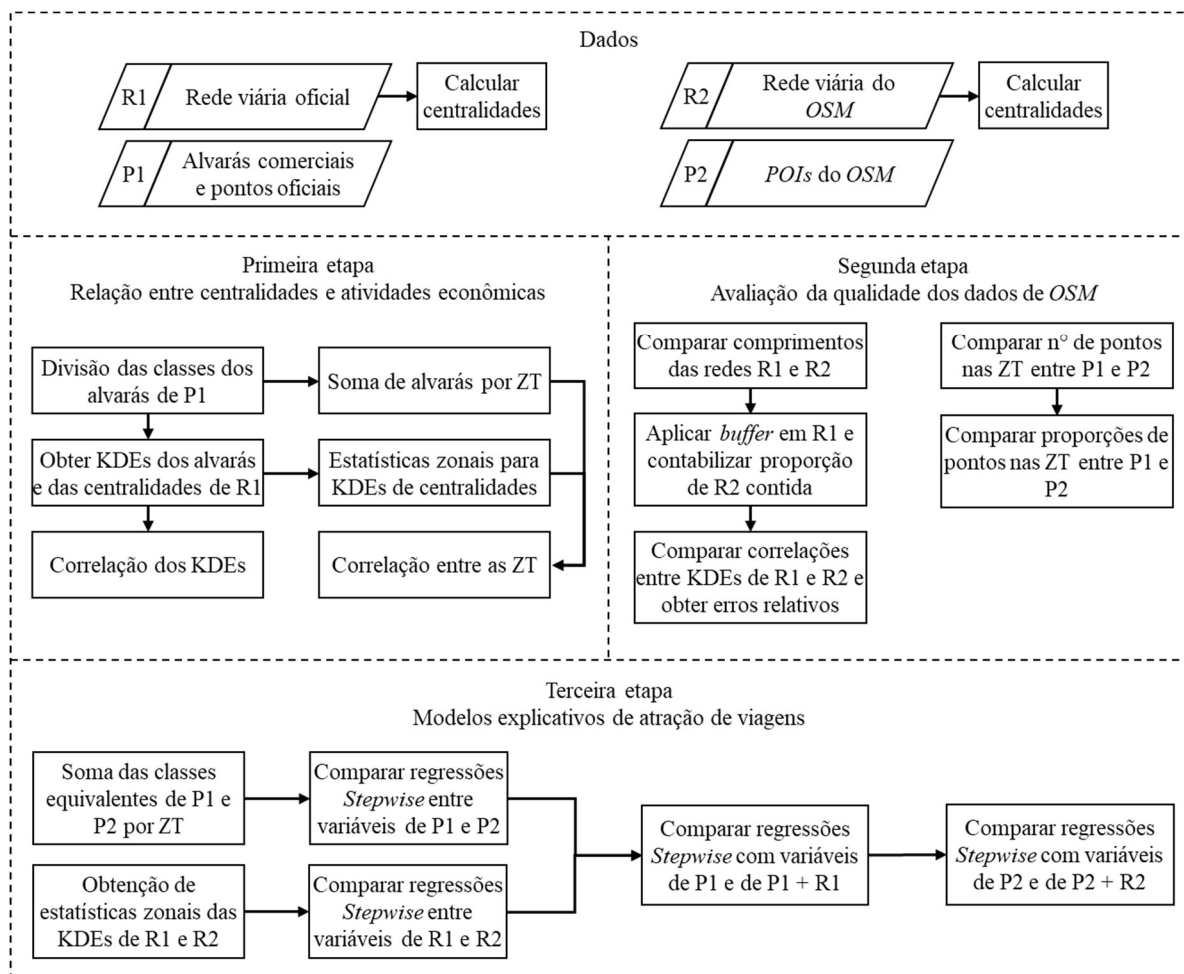 Dados
R1
Rede viária oficial
Calcular
centralidades
P1
Alvarás comerciais
e pontos oficiais
R2
Rede viária do
OSM
Calcular
centralidades
P2
POIs do OSM
Primeira etapa
Relação entre centralidades e atividades econômicas
Divisão das classes dos
alvarás de P1
Soma de alvarás por ZT
Obter KDEs dos alvarás
e das centralidades de R1
Estatísticas zonais para
KDEs de centralidades
Correlação dos KDEs
Correlação entre as ZT
Segunda etapa
Avaliação da qualidade dos dados de OSM
Comparar comprimentos
das redes R1 e R2
Aplicar buffer em R1 e
contabilizar proporção
de R2 contida
Comparar correlações
entre KDEs de R1 e R2 e
obter erros relativos
Comparar n° de pontos
nas ZT entre P1 e P2
Comparar proporções de
pontos nas ZT entre P1 e
P2
Terceira etapa
Modelos explicativos de atração de viagens
Soma das classes
equivalentes de P1 e
P2 por ZT
Comparar regressões
Stepwise entre
variáveis de P1 e P2
Obtenção de
estatísticas zonais das
KDEs de R1 e R2
Comparar regressões
Stepwise entre
variáveis de R1 e R2
Comparar regressões
Stepwise com variáveis
de P1 e de P1 + R1
Comparar regressões
Stepwise com variáveis
de P2 e de P2 + R2